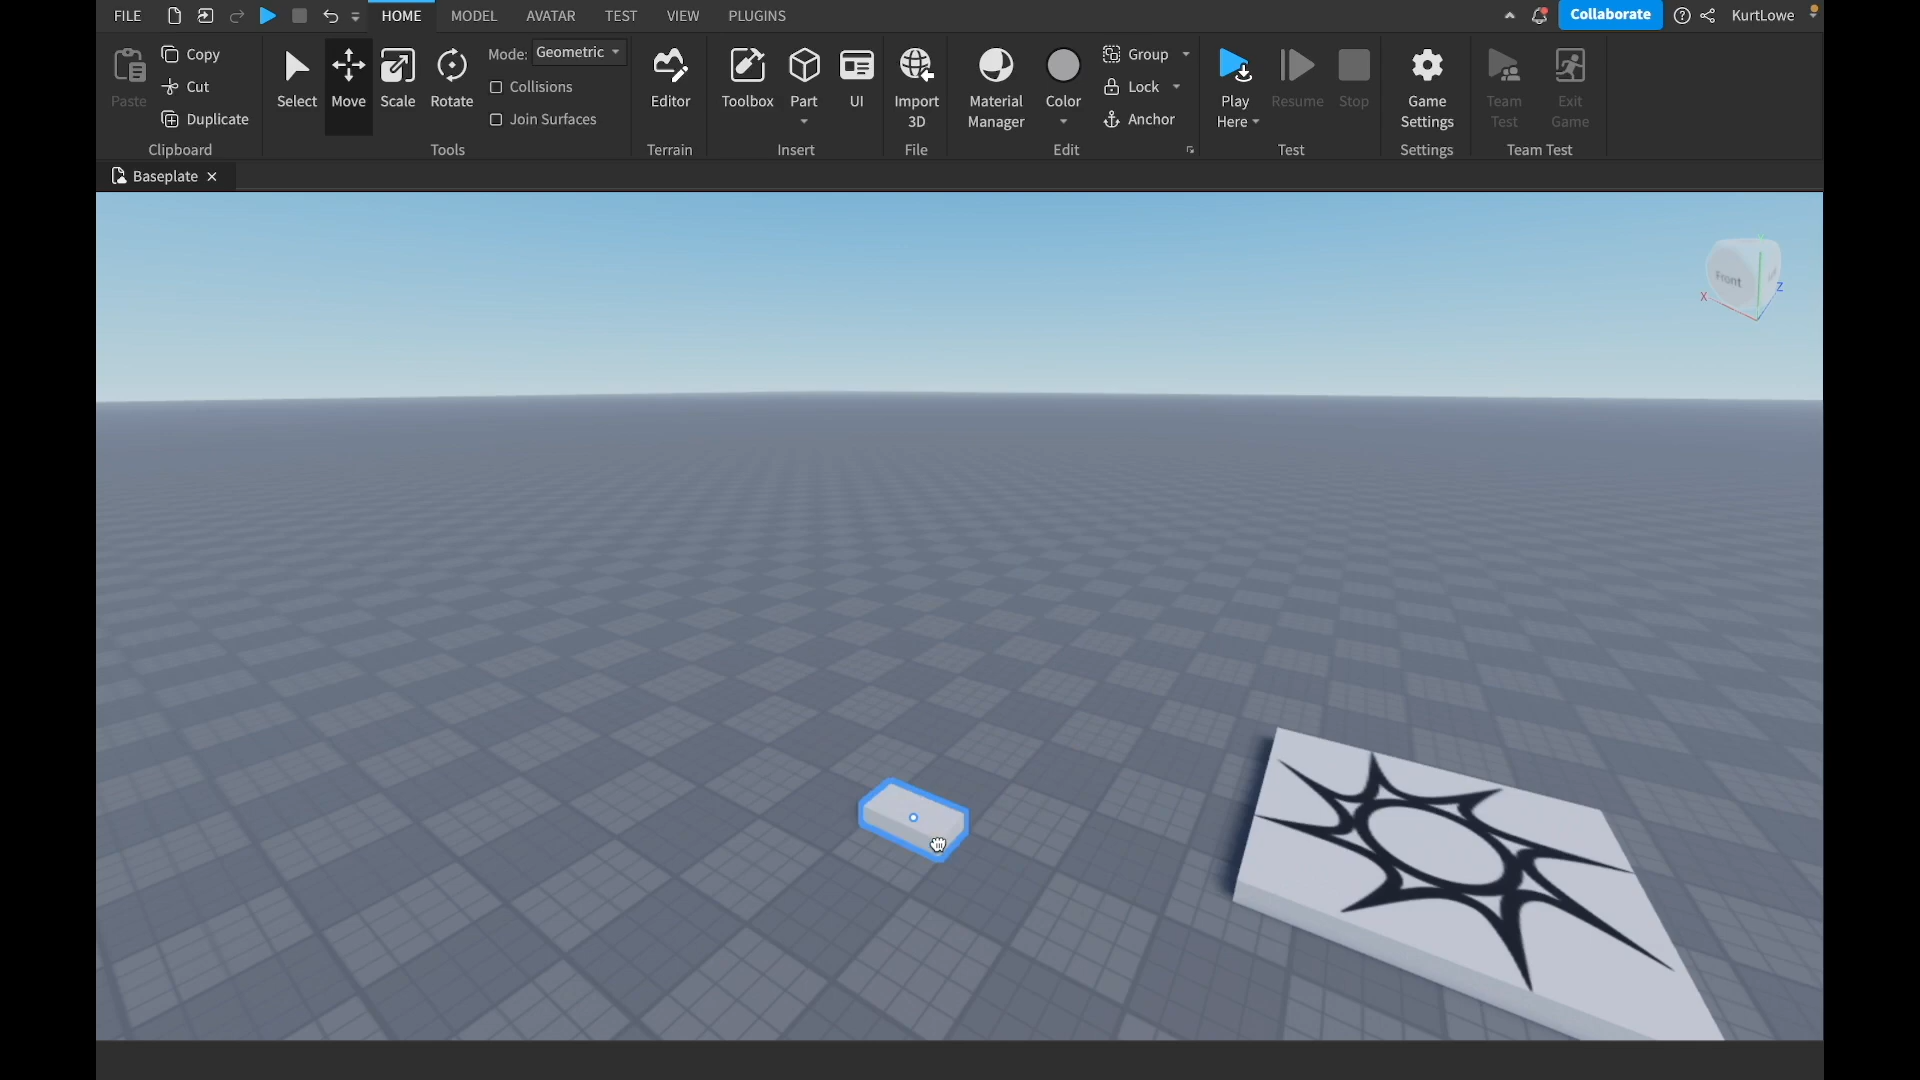 FILE HOME MODEL AVATAR TEST VIEW PLUGINS Collaborate KurtLowe
Paste Copy Cut Duplicate
Clipboard
Select Move Scale Rotate Mode: Geometric Collisions Join Surfaces
Tools
Editor
Terrain
Toolbox Part UI
Insert
Import
3D
File
Material
Manager
Color
Group
Lock
Anchor
Edit
Play
Here
Resume Stop
Test
Game
Settings
Settings
Team
Test
Exit
Game
Team Test
Baseplate
Front
X
Z